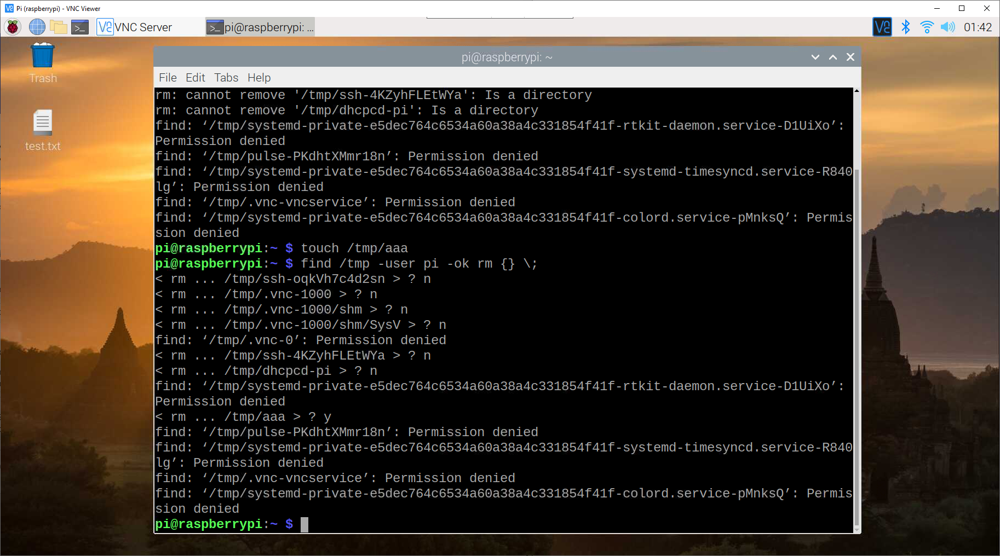 Pi (raspberrypi) - VNC Viewer
VNC Server
pi@raspberrypi: ...
01:42
Trash
test.txt
pi@raspberrypi: ~
File Edit Tabs Help
rm: cannot remove '/tmp/ssh-4KZyhFLEtWYa': Is a directory
rm: cannot remove '/tmp/dhcpcd-pi': Is a directory
find: ‘/tmp/systemd-private-e5dec764c6534a60a38a4c331854f41f-rtkit-daemon.service-D1UiXo’:
Permission denied
find: ‘/tmp/pulse-PKdhtXMmr18n’: Permission denied
find: ‘/tmp/systemd-private-e5dec764c6534a60a38a4c331854f41f-systemd-timesyncd.service-R840
lg’: Permission denied
find: ‘/tmp/.vnc-vncservice’: Permission denied
find: ‘/tmp/systemd-private-e5dec764c6534a60a38a4c331854f41f-colord.service-pMnksQ’: Permis
sion denied
pi@raspberrypi:~ $ touch /tmp/aaa
pi@raspberrypi:~ $ find /tmp -user pi -ok rm {} \;
< rm ... /tmp/ssh-oqkVh7c4d2sn > ? n
< rm ... /tmp/.vnc-1000 > ? n
< rm ... /tmp/.vnc-1000/shm > ? n
< rm ... /tmp/.vnc-1000/shm/SysV > ? n
find: ‘/tmp/.vnc-0’: Permission denied
< rm ... /tmp/ssh-4KZyhFLEtWYa > ? n
< rm ... /tmp/dhcpcd-pi > ? n
find: ‘/tmp/systemd-private-e5dec764c6534a60a38a4c331854f41f-rtkit-daemon.service-D1UiXo’:
Permission denied
< rm ... /tmp/aaa > ? y
find: ‘/tmp/pulse-PKdhtXMmr18n’: Permission denied
find: ‘/tmp/systemd-private-e5dec764c6534a60a38a4c331854f41f-systemd-timesyncd.service-R840
lg’: Permission denied
find: ‘/tmp/.vnc-vncservice’: Permission denied
find: ‘/tmp/systemd-private-e5dec764c6534a60a38a4c331854f41f-colord.service-pMnksQ’: Permis
sion denied
pi@raspberrypi:~ $